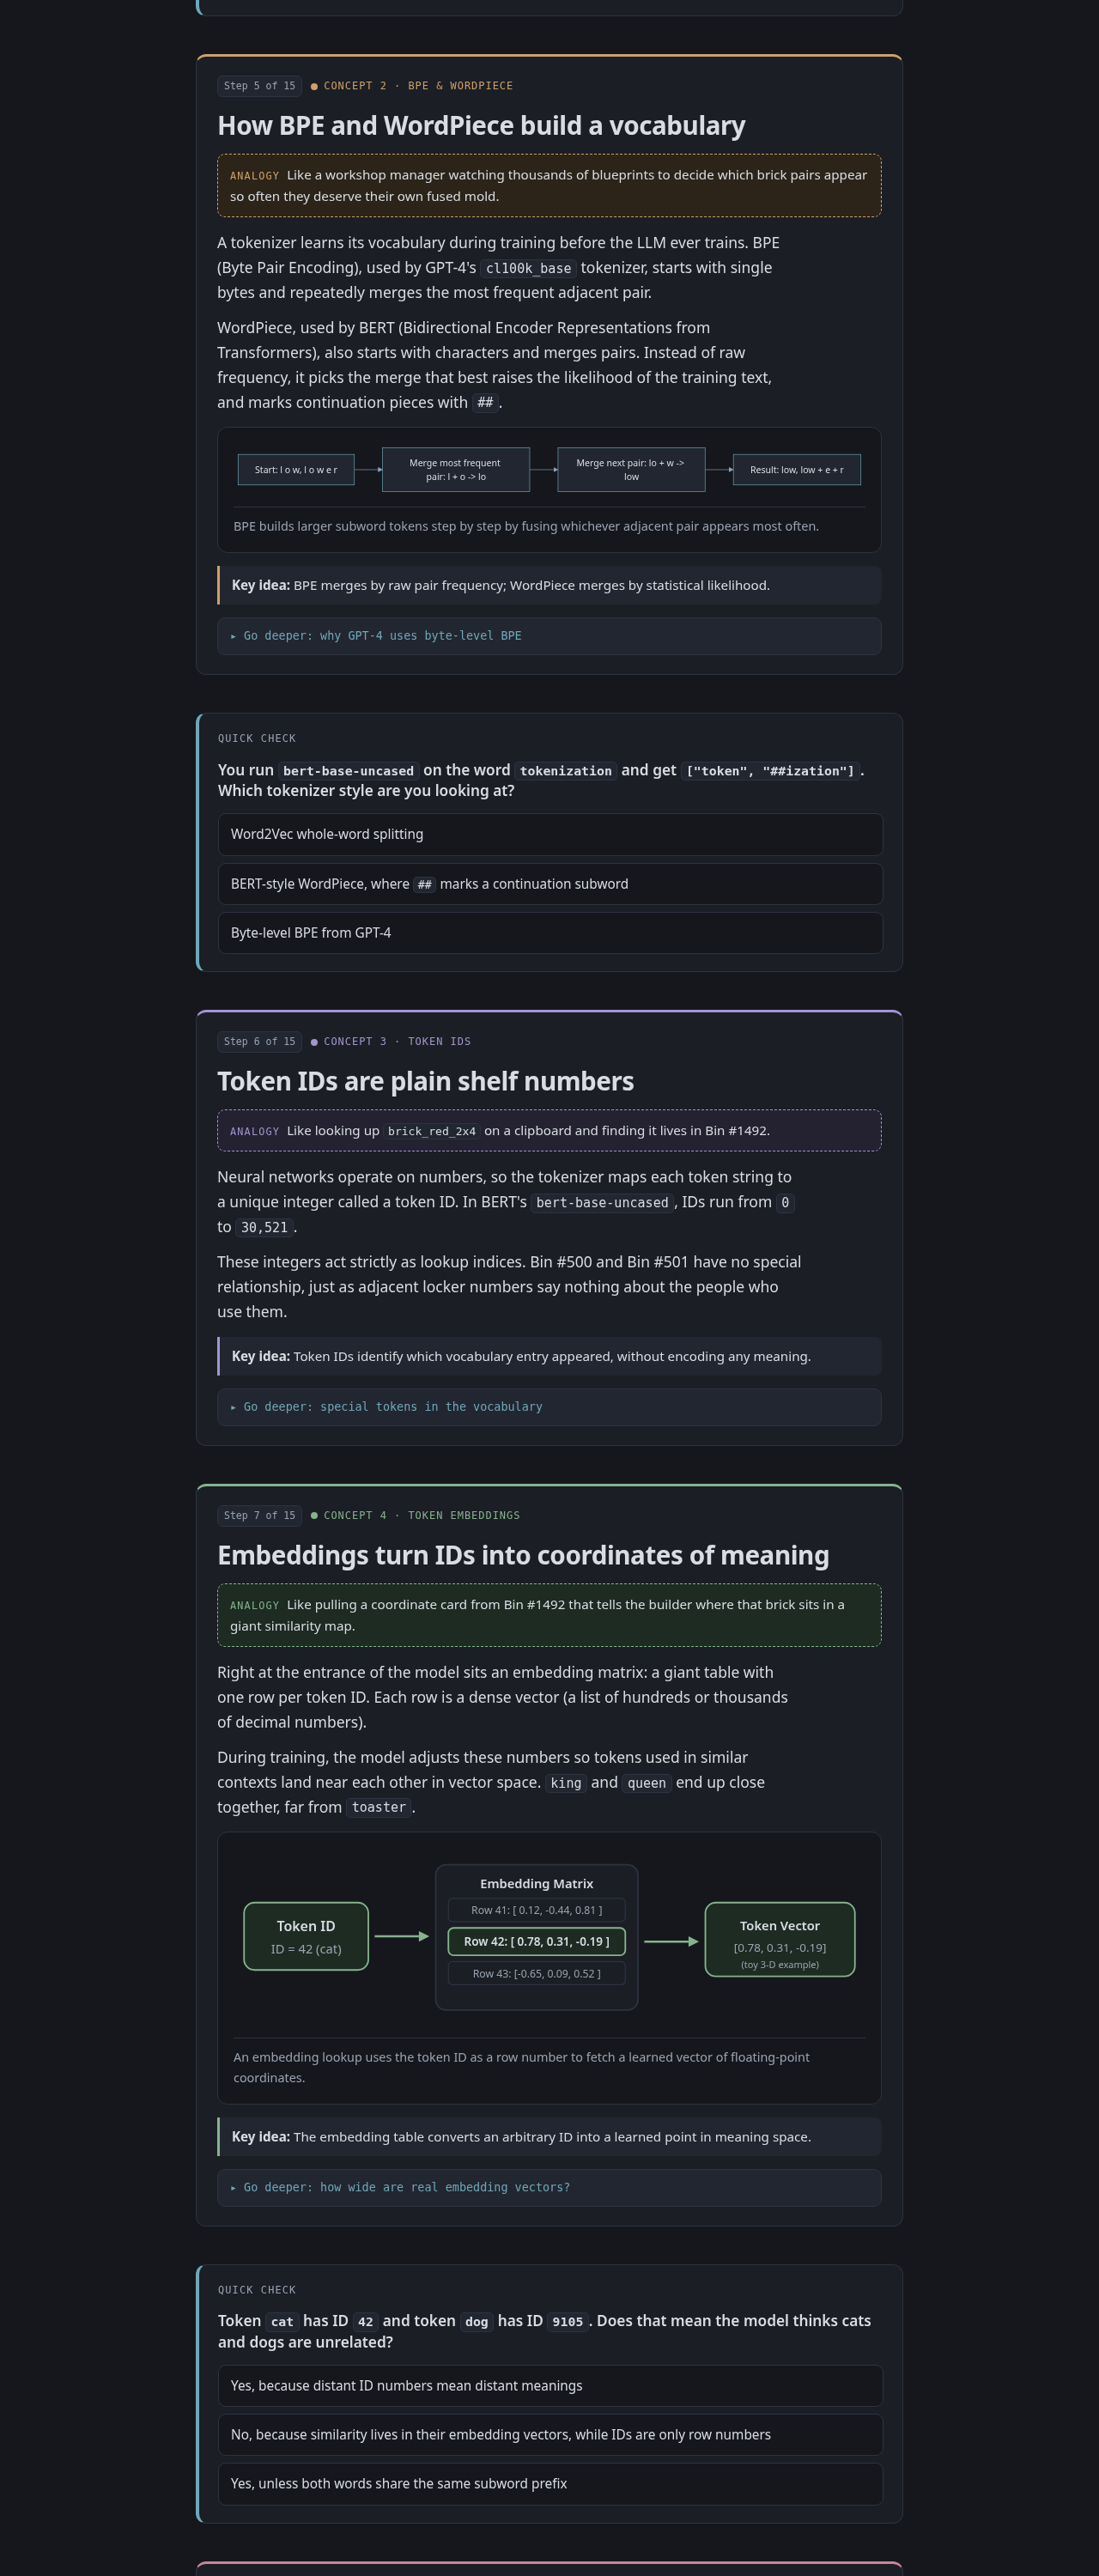 Step 5 of 15 ● CONCEPT 2 · BPE & WORDPIECE
How BPE and WordPiece build a vocabulary
ANALOGY Like a workshop manager watching thousands of blueprints to decide which brick pairs appear
so often they deserve their own fused mold.
A tokenizer learns its vocabulary during training before the LLM ever trains. BPE
(Byte Pair Encoding), used by GPT-4's cl100k_base tokenizer, starts with single
bytes and repeatedly merges the most frequent adjacent pair.
WordPiece, used by BERT (Bidirectional Encoder Representations from
Transformers), also starts with characters and merges pairs. Instead of raw
frequency, it picks the merge that best raises the likelihood of the training text,
and marks continuation pieces with ##.
Start: l o w, l o w e r
Merge most frequent
pair: l + o -> lo
Merge next pair: lo + w ->
low
Result: low, low + e + r
BPE builds larger subword tokens step by step by fusing whichever adjacent pair appears most often.
Key idea: BPE merges by raw pair frequency; WordPiece merges by statistical likelihood.
▸ Go deeper: why GPT-4 uses byte-level BPE
QUICK CHECK
You run bert-base-uncased on the word tokenization and get ["token", "##ization"].
Which tokenizer style are you looking at?
Word2Vec whole-word splitting
BERT-style WordPiece, where ## marks a continuation subword
Byte-level BPE from GPT-4
Step 6 of 15 ● CONCEPT 3 · TOKEN IDS
Token IDs are plain shelf numbers
ANALOGY Like looking up brick_red_2x4 on a clipboard and finding it lives in Bin #1492.
Neural networks operate on numbers, so the tokenizer maps each token string to
a unique integer called a token ID. In BERT's bert-base-uncased, IDs run from 0
to 30,521.
These integers act strictly as lookup indices. Bin #500 and Bin #501 have no special
relationship, just as adjacent locker numbers say nothing about the people who
use them.
Key idea: Token IDs identify which vocabulary entry appeared, without encoding any meaning.
▸ Go deeper: special tokens in the vocabulary
Step 7 of 15 ● CONCEPT 4 · TOKEN EMBEDDINGS
Embeddings turn IDs into coordinates of meaning
ANALOGY Like pulling a coordinate card from Bin #1492 that tells the builder where that brick sits in a
giant similarity map.
Right at the entrance of the model sits an embedding matrix: a giant table with
one row per token ID. Each row is a dense vector (a list of hundreds or thousands
of decimal numbers).
During training, the model adjusts these numbers so tokens used in similar
contexts land near each other in vector space. king and queen end up close
together, far from toaster.
Token ID
ID = 42 (cat)
Embedding Matrix
Row 41: [ 0.12, -0.44, 0.81 ]
Row 42: [ 0.78, 0.31, -0.19 ]
Row 43: [-0.65, 0.09, 0.52 ]
Token Vector
[0.78, 0.31, -0.19]
(toy 3-D example)
An embedding lookup uses the token ID as a row number to fetch a learned vector of floating-point
coordinates.
Key idea: The embedding table converts an arbitrary ID into a learned point in meaning space.
▸ Go deeper: how wide are real embedding vectors?
QUICK CHECK
Token cat has ID 42 and token dog has ID 9105. Does that mean the model thinks cats
and dogs are unrelated?
Yes, because distant ID numbers mean distant meanings
No, because similarity lives in their embedding vectors, while IDs are only row numbers
Yes, unless both words share the same subword prefix